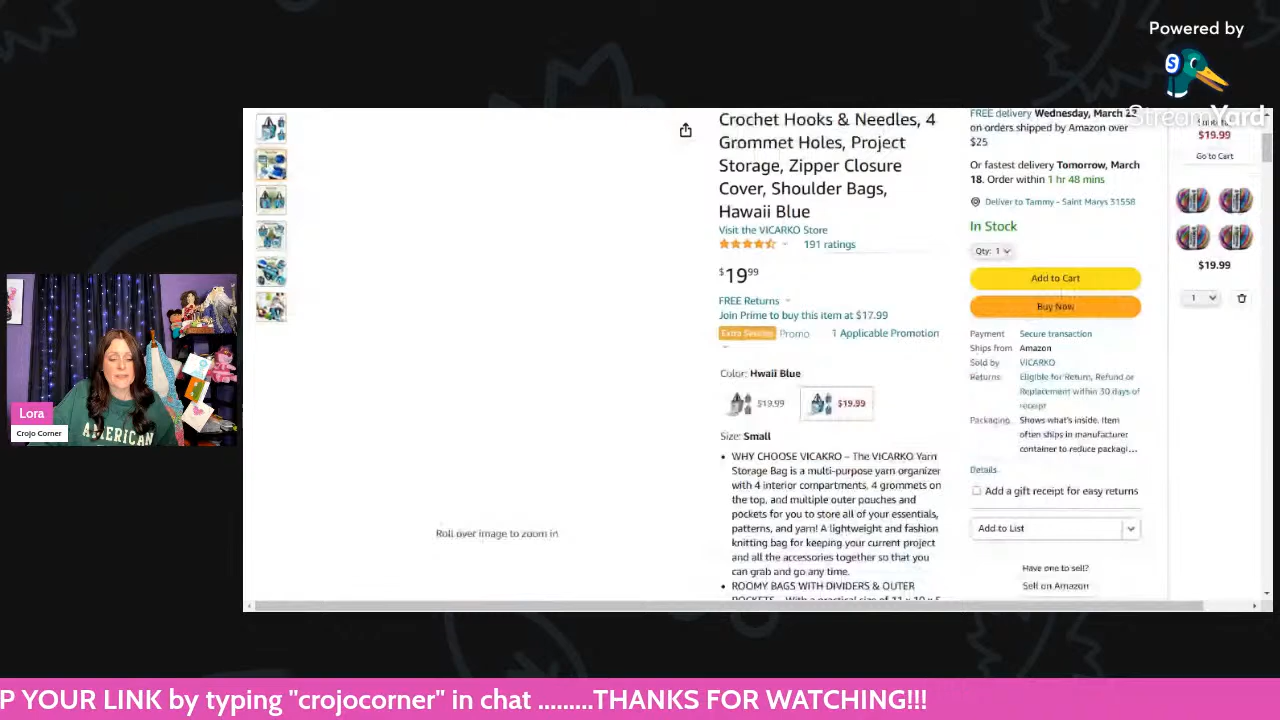 Powered by
StreamYard
Crochet Hooks & Needles, 4
Grommet Holes, Project
Storage, Zipper Closure
Cover, Shoulder Bags,
Hawaii Blue
Visit the VICARKO Store
191 ratings
$19.99
FREE Returns
Join Prime to buy this item at $17.99
Extra Savings Promo 1 Applicable Promotion
Color: Hwaii Blue
$19.99
$19.99
Size: Small
• WHY CHOOSE VICAKRO – The VICARKO Yarn
Storage Bag is a multi-purpose yarn organizer
with 4 interior compartments, 4 grommets on
the top, and multiple outer pouches and
pockets for you to store all of your essentials,
patterns, and yarn! A lightweight and fashion
knitting bag for keeping your current project
and all the accessories together so that you
can grab and go any time.
• ROOMY BAGS WITH DIVIDERS & OUTER
Roll over image to zoom in
FREE delivery Wednesday, March
on orders shipped by Amazon over
$25
Or fastest delivery Tomorrow, March
18. Order within 1 hr 48 mins
Deliver to Tammy - Saint Marys 31558
In Stock
Qty: 1
Add to Cart
Buy Now
Payment Secure transaction
Ships from Amazon
Sold by VICARKO
Returns Eligible for Return, Refund or
Replacement within 30 days of
receipt
Packaging Shows what's inside. Item
often ships in manufacturer
container to reduce packagi...
Details
Add a gift receipt for easy returns
Add to List
Have one to sell?
Sell on Amazon
$19.99
Go to Cart
$19.99
1
Lora
Crojo Corner
AMERICAN
P YOUR LINK by typing "crojocorner" in chat .........THANKS FOR WATCHING!!!